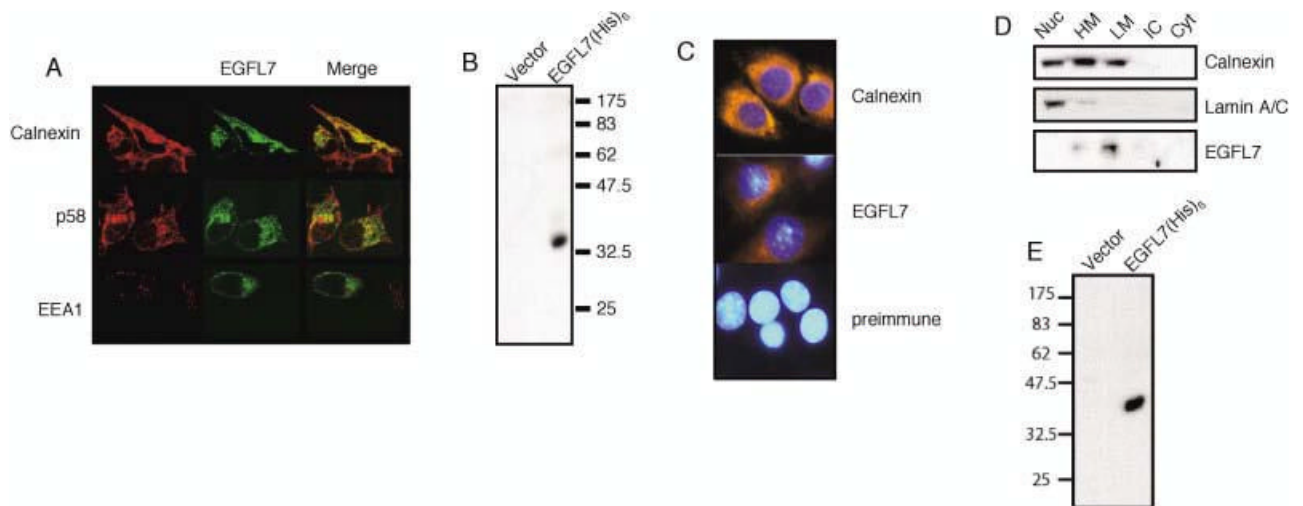 A
EGFL7 Merge
Calnexin
p58
EEA1
B
Vector
EGFL7(His)6
175
83
62
47.5
32.5
25
C
Calnexin
EGFL7
preimmune
D
Nuc HM LM IC Cyt
Calnexin
Lamin A/C
EGFL7
E
Vector
EGFL7(His)6
175
83
62
47.5
32.5
25